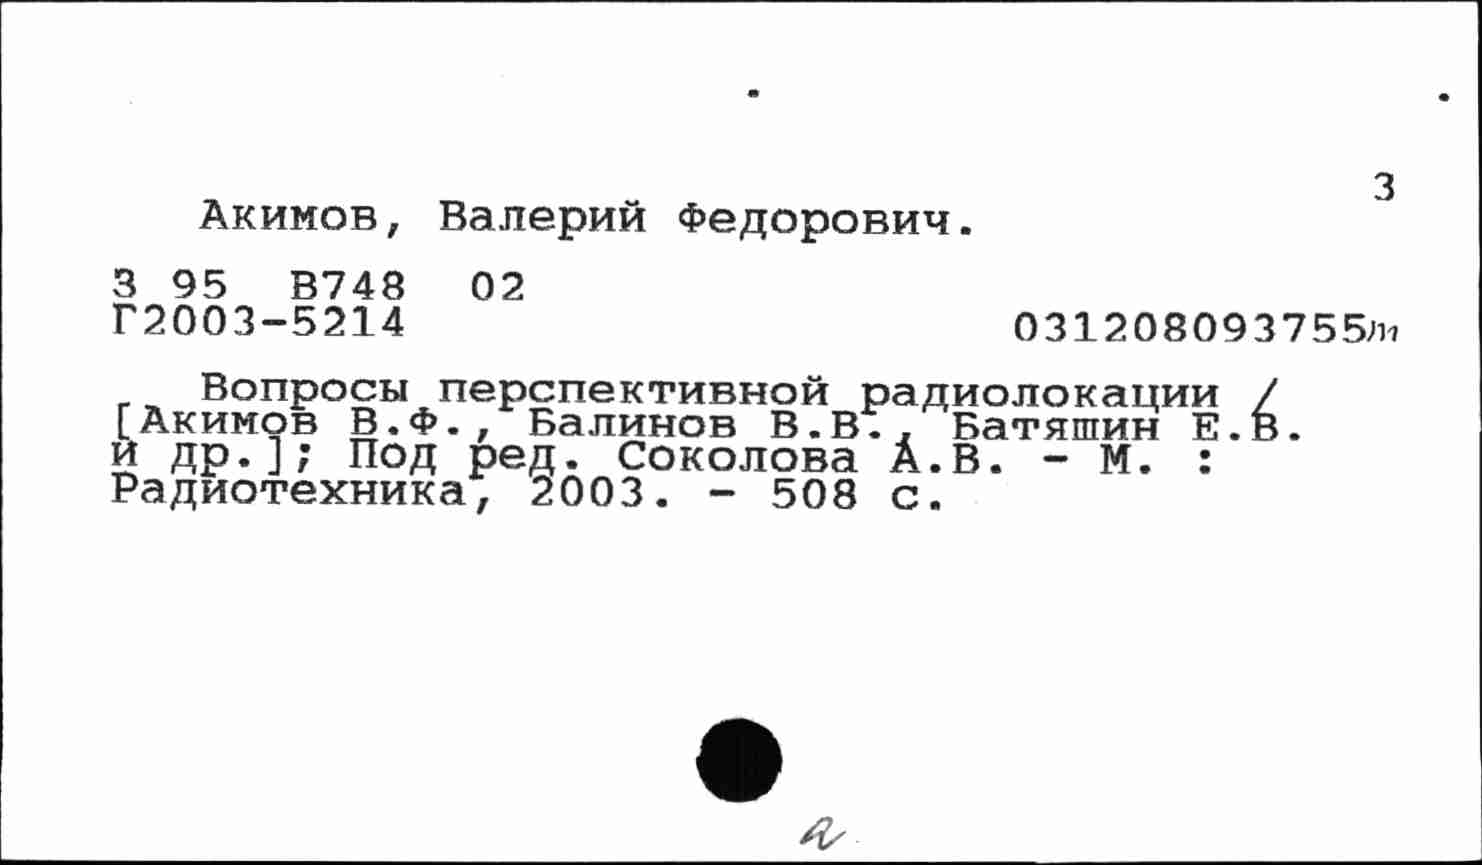 3
Акимов, Валерий Федорович.
З 95 В748 02
Г2003-5214 031208093755т
Вопросы перспективной радиолокации /
[Акимов В.Ф., Балинов В.В., Батяшин Е.В.
и др.]; Под ред. Соколова А.В. - М. :
Радиотехника, 2003. - 508 с.
а